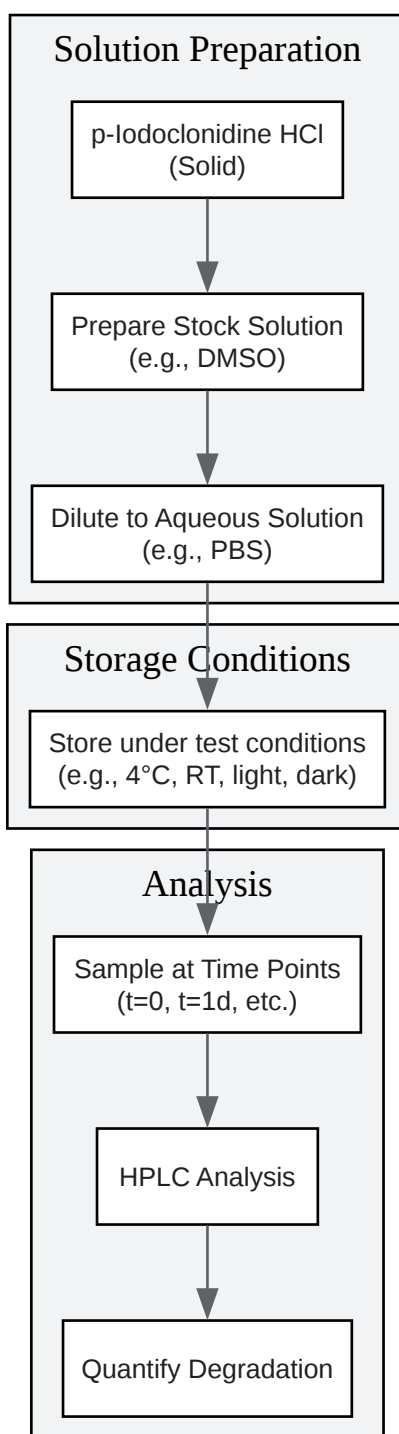 Solution Preparation
p-Iodoclonidine HCl
(Solid)
Prepare Stock Solution
(e.g., DMSO)
Dilute to Aqueous Solution
(e.g., PBS)
Storage Conditions
Store under test conditions
(e.g., 4°C, RT, light, dark)
Analysis
Sample at Time Points
(t=0, t=1d, etc.)
HPLC Analysis
Quantify Degradation